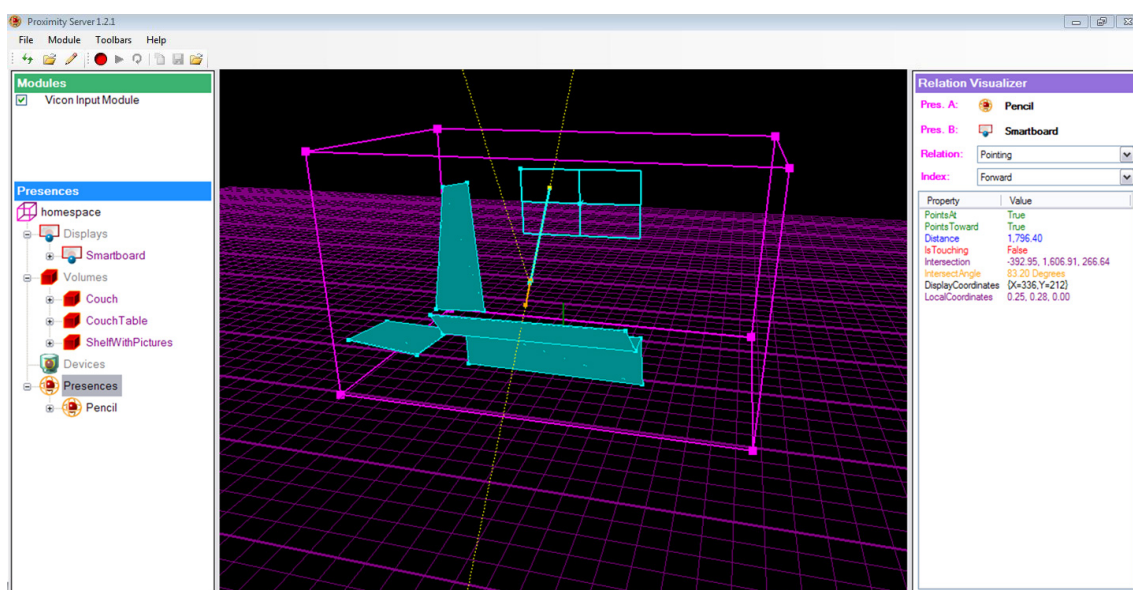 Proximity Server 1.2.1
File Module Toolbars Help
Modules
Vicon Input Module
Presences
homespace
Displays
Smartboard
Volumes
Couch
CouchTable
ShelfWithPictures
Devices
Presences
Pencil
Relation Visualizer
Pres. A: Pencil
Pres. B: Smartboard
Relation: Pointing
Index: Forward
Property Value
PointsAt True
PointsToward True
Distance 1,796.40
IsTouching False
Intersection -392.95, 1,606.91, 266.64
IntersectAngle 83.20 Degrees
DisplayCoordinates {X=336,Y=212}
LocalCoordinates 0.25, 0.28, 0.00